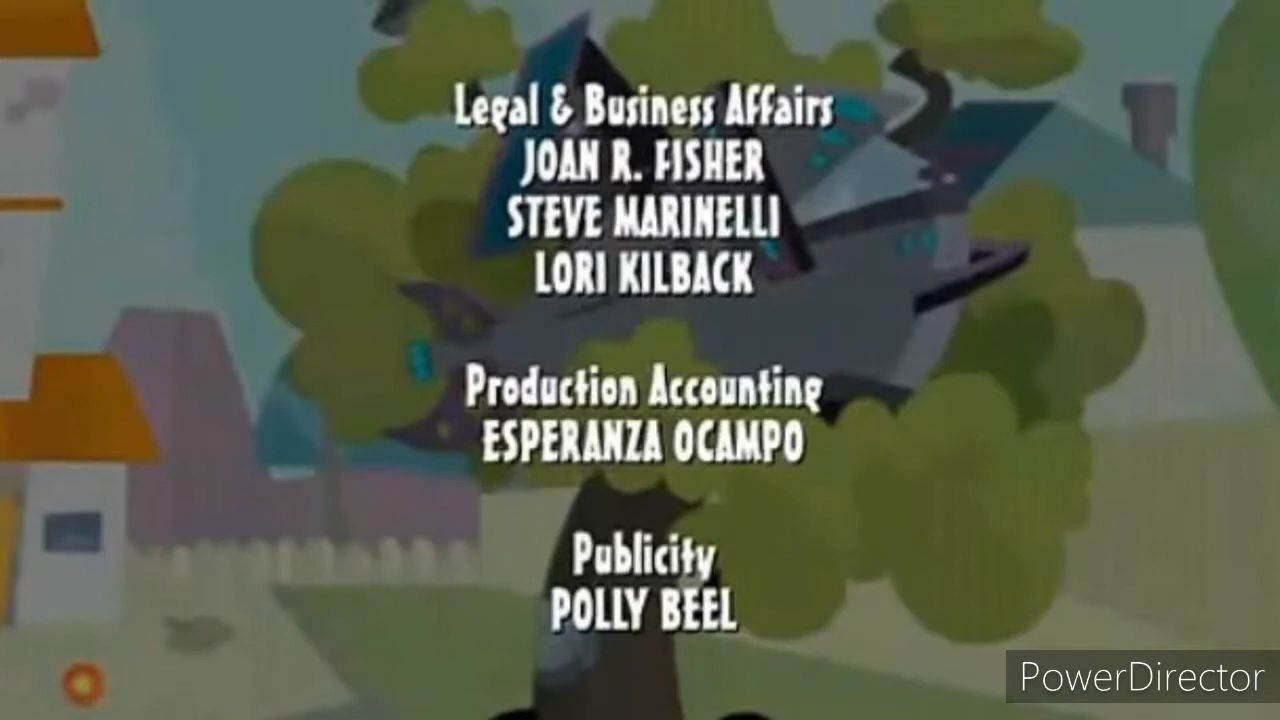 Legal & Business Affairs
JOAN R. FISHER
STEVE MARINELLI
LORI KILBACK
Production Accounting
ESPERANZA OCAMPO
Publicity
POLLY BEEL
PowerDirector